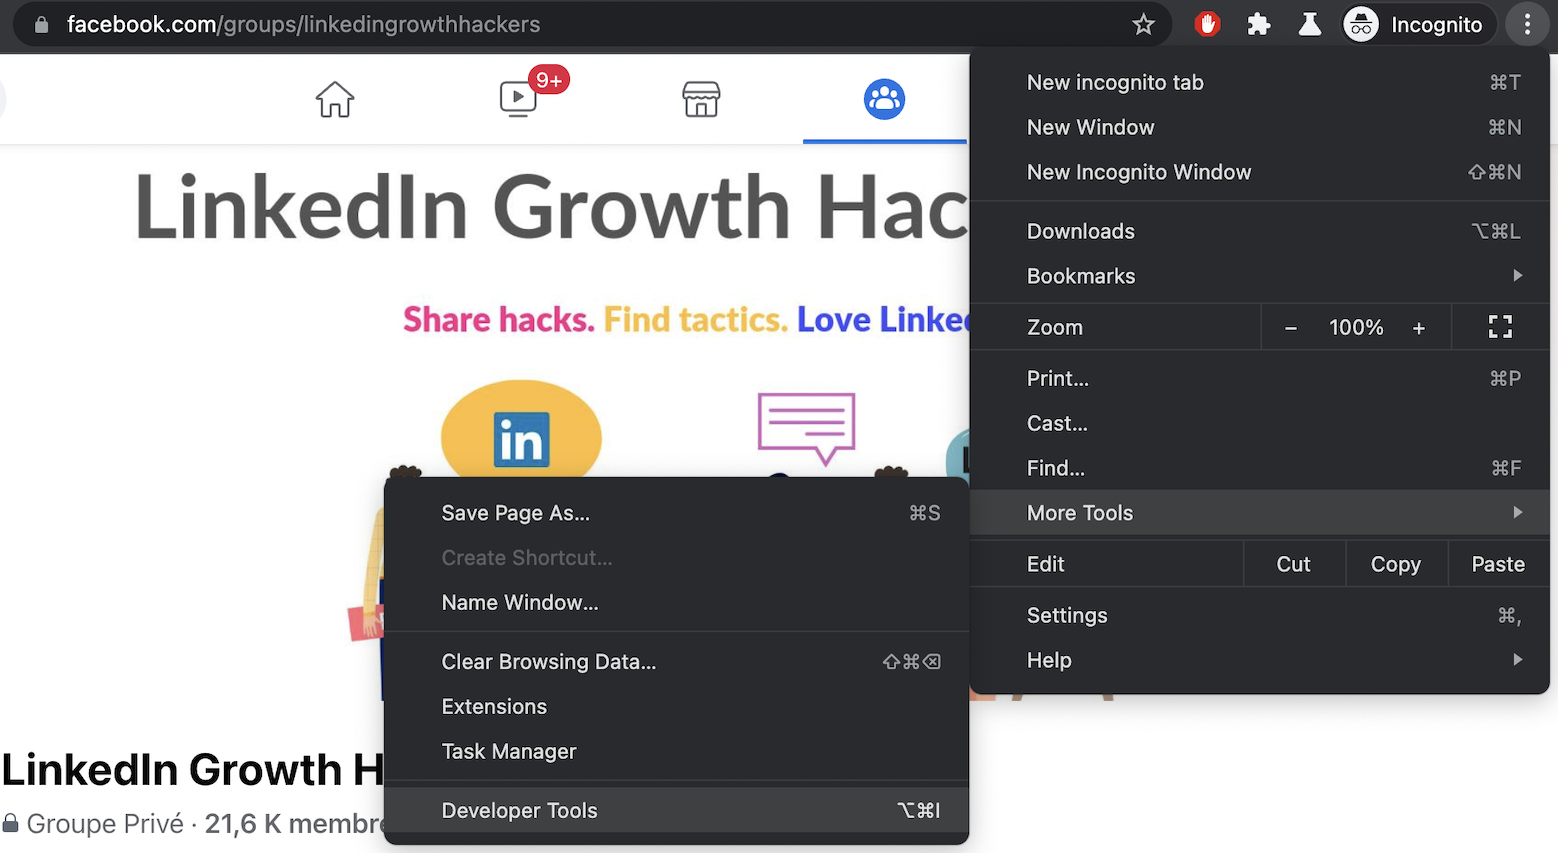 facebook.com/groups/linkedingrowthhackers
Incognito
9+
LinkedIn Growth Hac
Share hacks. Find tactics. Love Linke
in
New incognito tab ⌘T
New Window ⌘N
New Incognito Window ⇧⌘N
Downloads ⌥⌘L
Bookmarks
Zoom − 100% +
Print... ⌘P
Cast...
Find... ⌘F
More Tools
Edit Cut Copy Paste
Settings ⌘,
Help
Save Page As... ⌘S
Create Shortcut...
Name Window...
Clear Browsing Data... ⇧⌘⌫
Extensions
Task Manager
Developer Tools ⌥⌘I
LinkedIn Growth H
Groupe Privé · 21,6 K membre